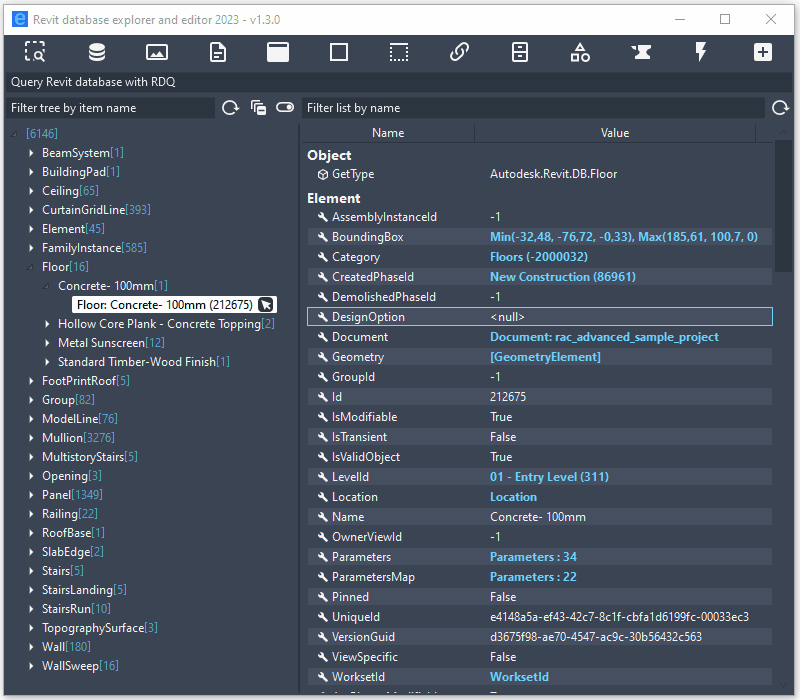 Revit database explorer and editor 2023 - v1.3.0
Query Revit database with RDQ
Filter tree by item name
Filter list by name
[6146]
BeamSystem[1]
BuildingPad[1]
Ceiling[65]
CurtainGridLine[393]
Element[45]
FamilyInstance[585]
Floor[16]
Concrete- 100mm[1]
Floor: Concrete- 100mm (212675)
Hollow Core Plank - Concrete Topping[2]
Metal Sunscreen[12]
Standard Timber-Wood Finish[1]
FootPrintRoof[5]
Group[82]
ModelLine[76]
Mullion[3276]
MultistoryStairs[5]
Opening[3]
Panel[1349]
Railing[22]
RoofBase[1]
SlabEdge[2]
Stairs[5]
StairsLanding[5]
StairsRun[10]
TopographySurface[3]
Wall[180]
WallSweep[16]
Name Value
Object
GetType Autodesk.Revit.DB.Floor
Element
AssemblyInstanceId -1
BoundingBox Min(-32,48, -76,72, -0,33), Max(185,61, 100,7, 0)
Category Floors (-2000032)
CreatedPhaseId New Construction (86961)
DemolishedPhaseId -1
DesignOption <null>
Document Document: rac_advanced_sample_project
Geometry [GeometryElement]
GroupId -1
Id 212675
IsModifiable True
IsTransient False
IsValidObject True
LevelId 01 - Entry Level (311)
Location Location
Name Concrete- 100mm
OwnerViewId -1
Parameters Parameters : 34
ParametersMap Parameters : 22
Pinned False
UniqueId e4148a5a-ef43-42c7-8c1f-cbfa1d6199fc-00033ec3
VersionGuid d3675f98-ae70-4547-ac9c-30b56432c563
ViewSpecific False
WorksetId WorksetId